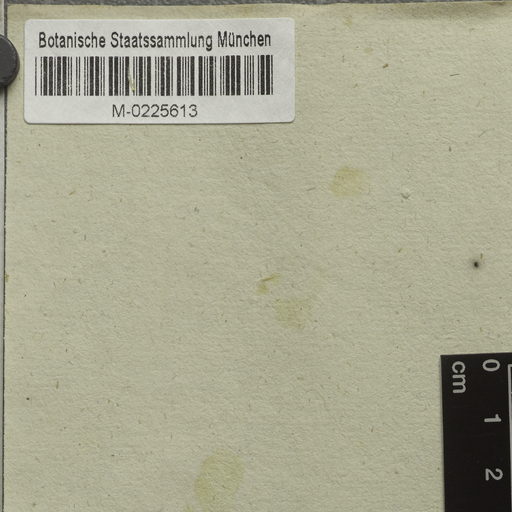 Botanische Staatssammlung München
M-0225613
0
cm
1
2